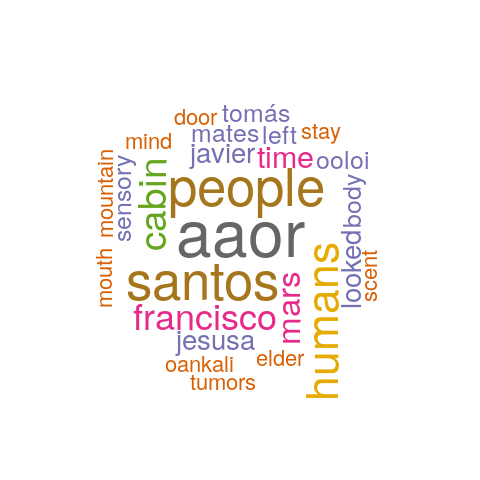 door
tomás
mind
mates
left
stay
javier
time
ooloi
mountain
sensory
cabin
people
body
aaor
looked
scent
mouth
santos
mars
humans
francisco
jesusa
oankali
elder
tumors